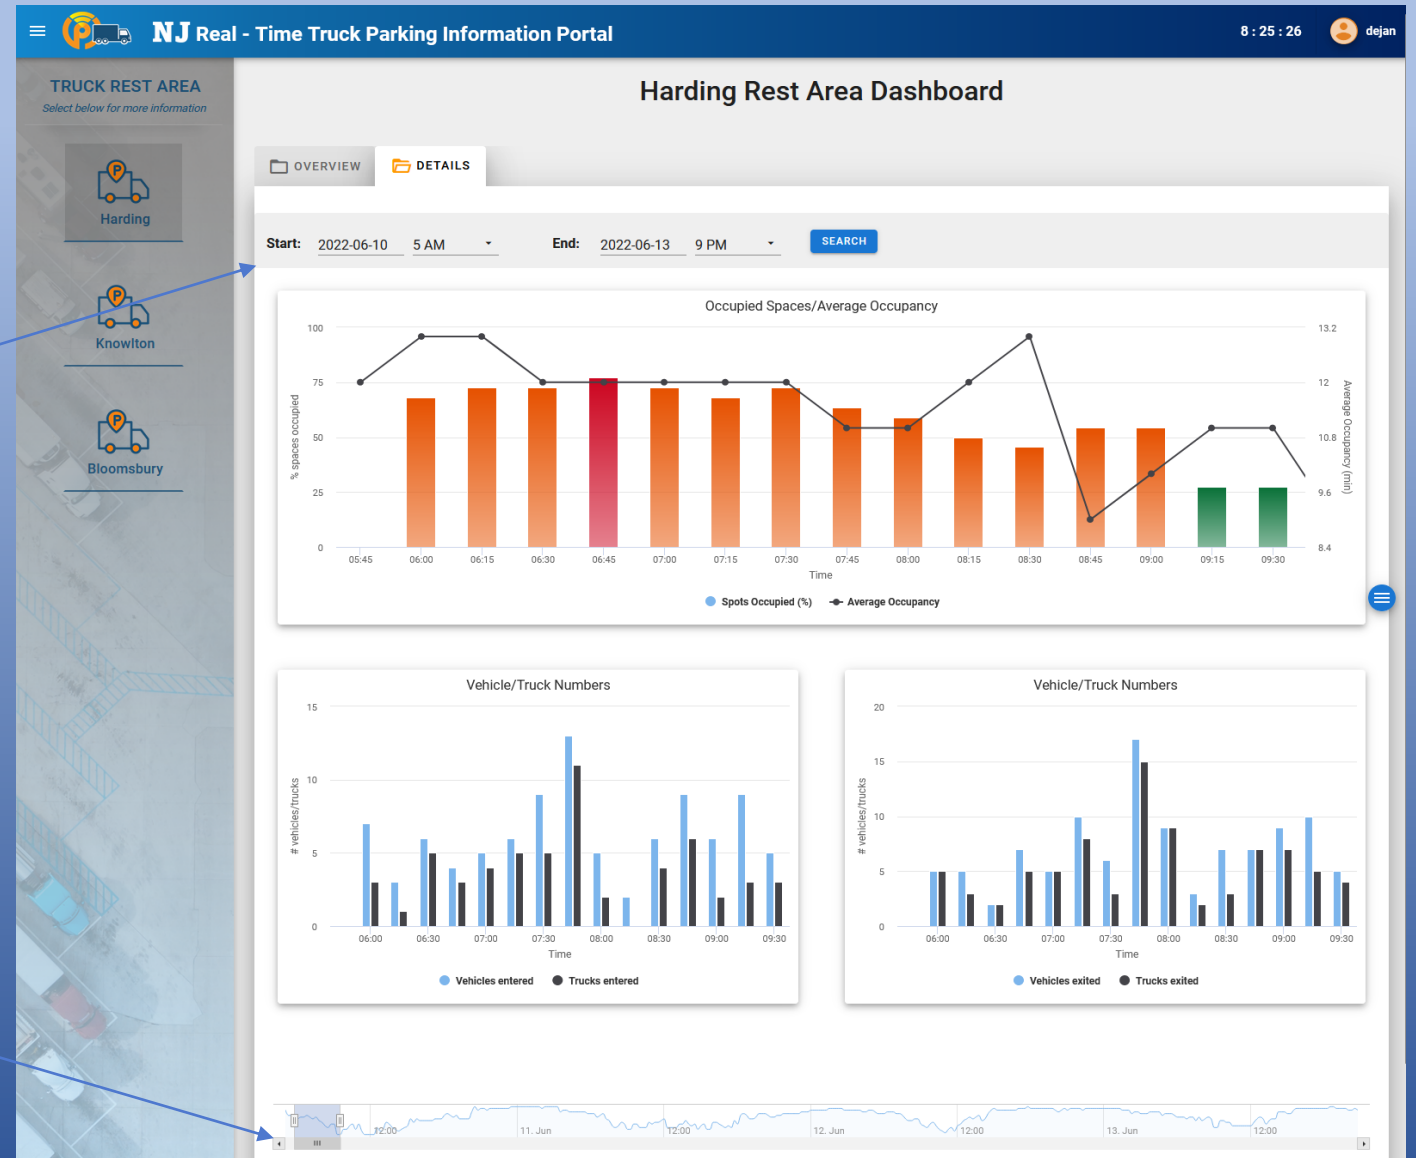 NJ Real - Time Truck Parking Information Portal
8 : 25 : 26
dejan
TRUCK REST AREA
Select below for more information
Harding
Knowlton
Bloomsbury
Harding Rest Area Dashboard
OVERVIEW
DETAILS
Start: 2022-06-10 5 AM End: 2022-06-13 9 PM SEARCH
Occupied Spaces/Average Occupancy
% spaces occupied
100
75
50
25
0
13.2
12
10.8
9.6
8.4
Average Occupancy (min)
05:45 06:00 06:15 06:30 06:45 07:00 07:15 07:30 07:45 08:00 08:15 08:30 08:45 09:00 09:15 09:30
Time
Spots Occupied (%) Average Occupancy
Vehicle/Truck Numbers
# vehicles/trucks
15
10
5
0
06:00 06:30 07:00 07:30 08:00 08:30 09:00 09:30
Time
Vehicles entered Trucks entered
Vehicle/Truck Numbers
# vehicles/trucks
20
15
10
5
0
06:00 06:30 07:00 07:30 08:00 08:30 09:00 09:30
Time
Vehicles exited Trucks exited
12:00 11. Jun 12:00 12. Jun 12:00 13. Jun 12:00